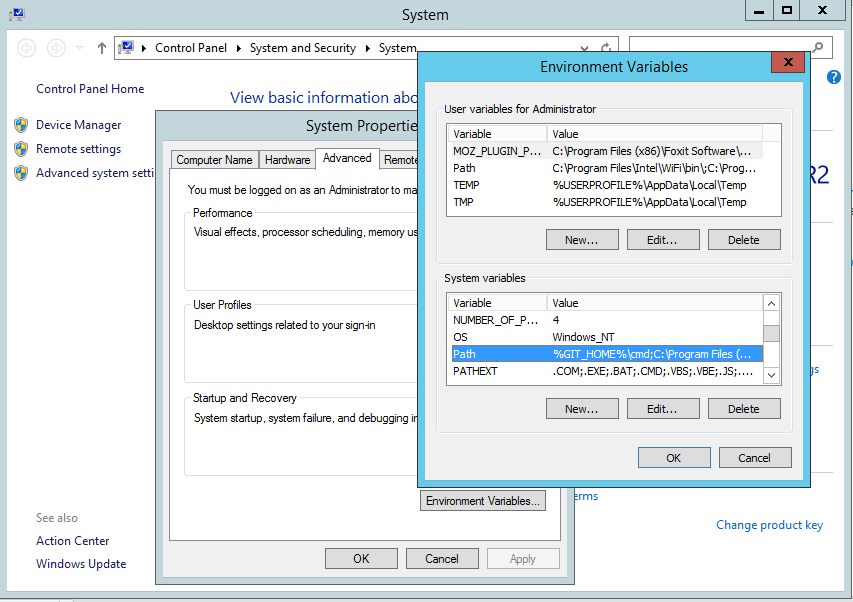 System
Control Panel
System and Security
System
Control Panel Home
Device Manager
Remote settings
Advanced system setti
View basic information abo
R2
gs
erms
Change product key
See also
Action Center
Windows Update
System Propertie
Computer Name
Hardware
Advanced
Remote
You must be logged on as an Administrator to ma
Performance
Visual effects, processor scheduling, memory us
User Profiles
Desktop settings related to your sign-in
Startup and Recovery
System startup, system failure, and debugging in
Environment Variables...
OK
Cancel
Apply
Environment Variables
User variables for Administrator
Variable Value
MOZ_PLUGIN_P... C:\Program Files (x86)\Foxit Software\...
Path C:\Program Files\Intel\WiFi\bin\;C:\Prog...
TEMP %USERPROFILE%\AppData\Local\Temp
TMP %USERPROFILE%\AppData\Local\Temp
New...
Edit...
Delete
System variables
Variable Value
NUMBER_OF_P... 4
OS Windows_NT
Path %GIT_HOME%\cmd;C:\Program Files (...
PATHEXT .COM;.EXE;.BAT;.CMD;.VBS;.VBE;.JS;....
New...
Edit...
Delete
OK
Cancel